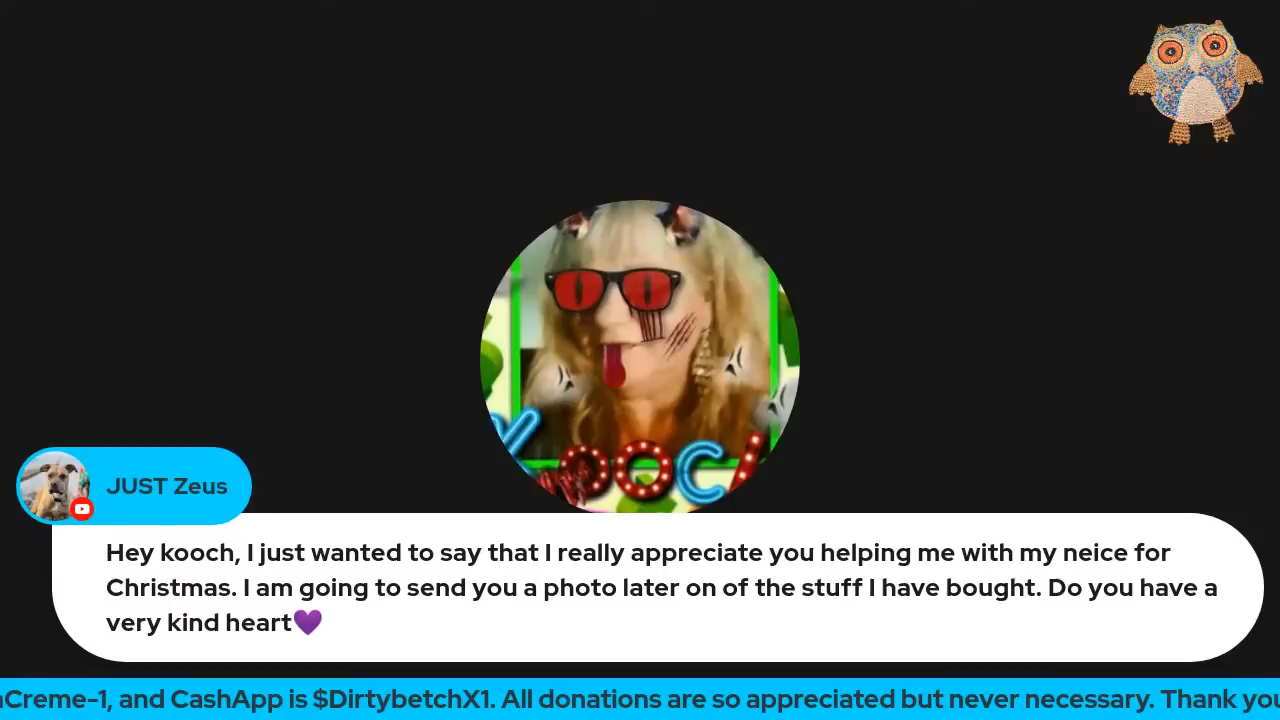 KOOCH
JUST Zeus
Hey kooch, I just wanted to say that I really appreciate you helping me with my neice for
Christmas. I am going to send you a photo later on of the stuff I have bought. Do you have a
very kind heart💜
Creme-1, and CashApp is $DirtybetchX1. All donations are so appreciated but never necessary. Thank you